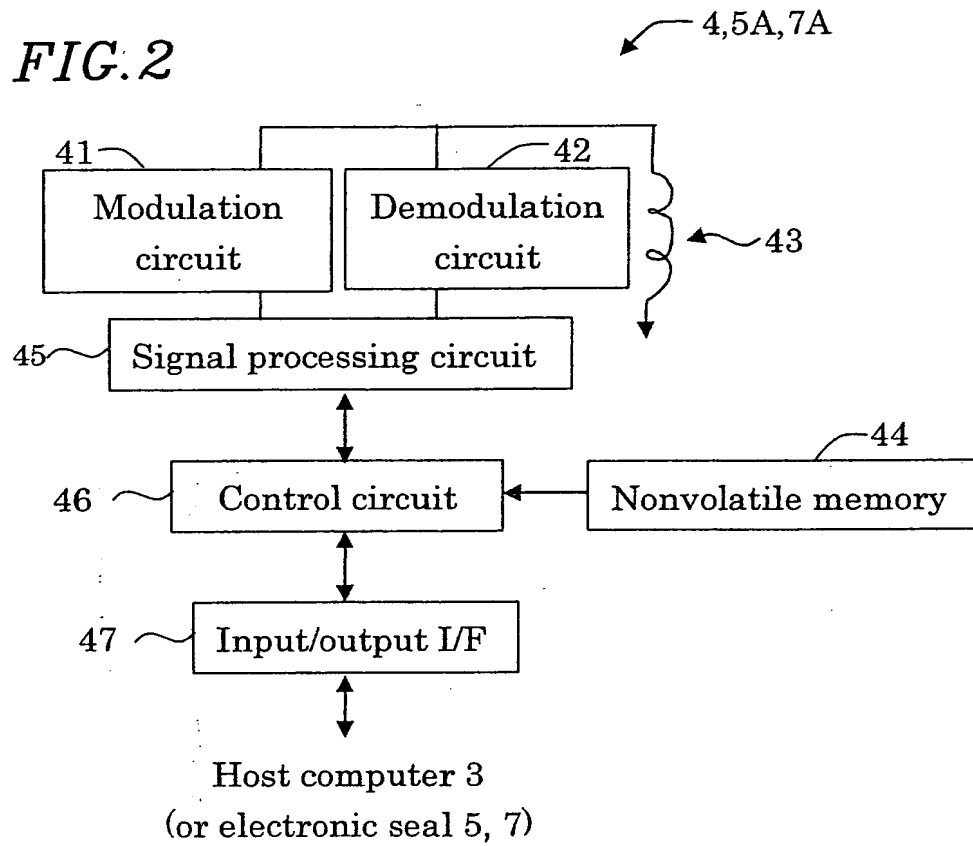 FIG. 2
4,5A,7A
41
42
Modulation
circuit
Demodulation
circuit
43
45
Signal processing circuit
44
46
Control circuit
Nonvolatile memory
47
Input/output I/F
Host computer 3
(or electronic seal 5, 7)